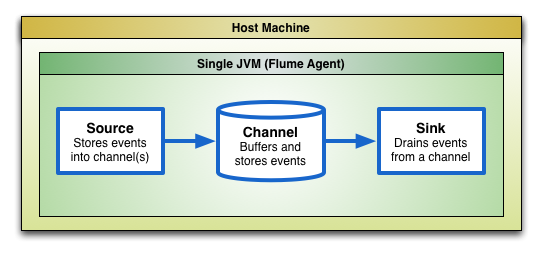 Host Machine
Single JVM (Flume Agent)
Source
Stores events
into channel(s)
Channel
Buffers and
stores events
Sink
Drains events
from a channel